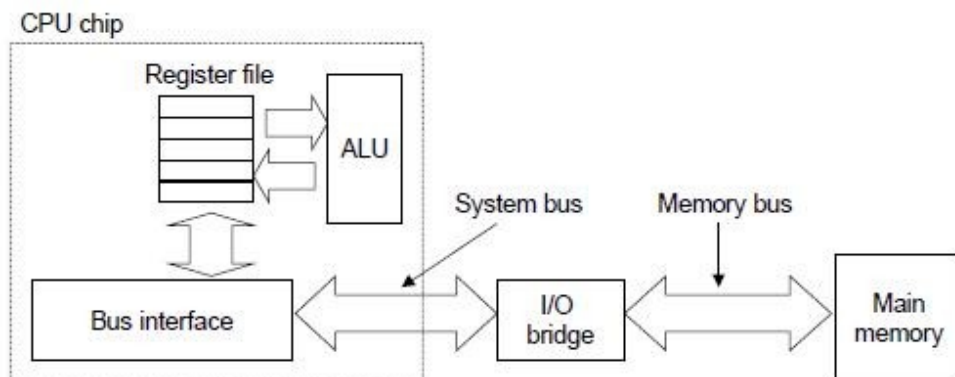 CPU chip
Register file
ALU
System bus
Memory bus
Bus interface
I/O
bridge
Main
memory